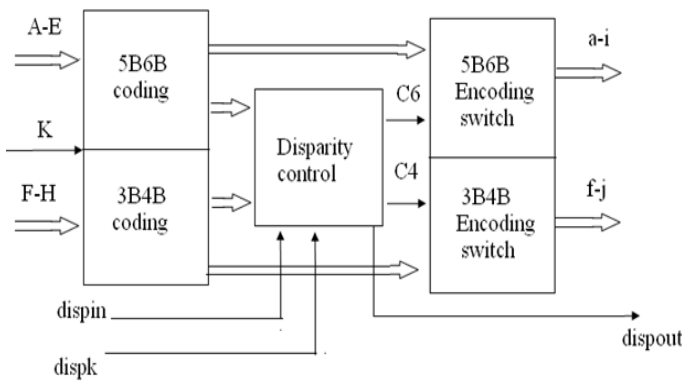 A-E
5B6B
coding
K
F-H
3B4B
coding
Disparity
control
C6
C4
5B6B
Encoding
switch
a-i
3B4B
Encoding
switch
f-j
dispin
dispk
dispout